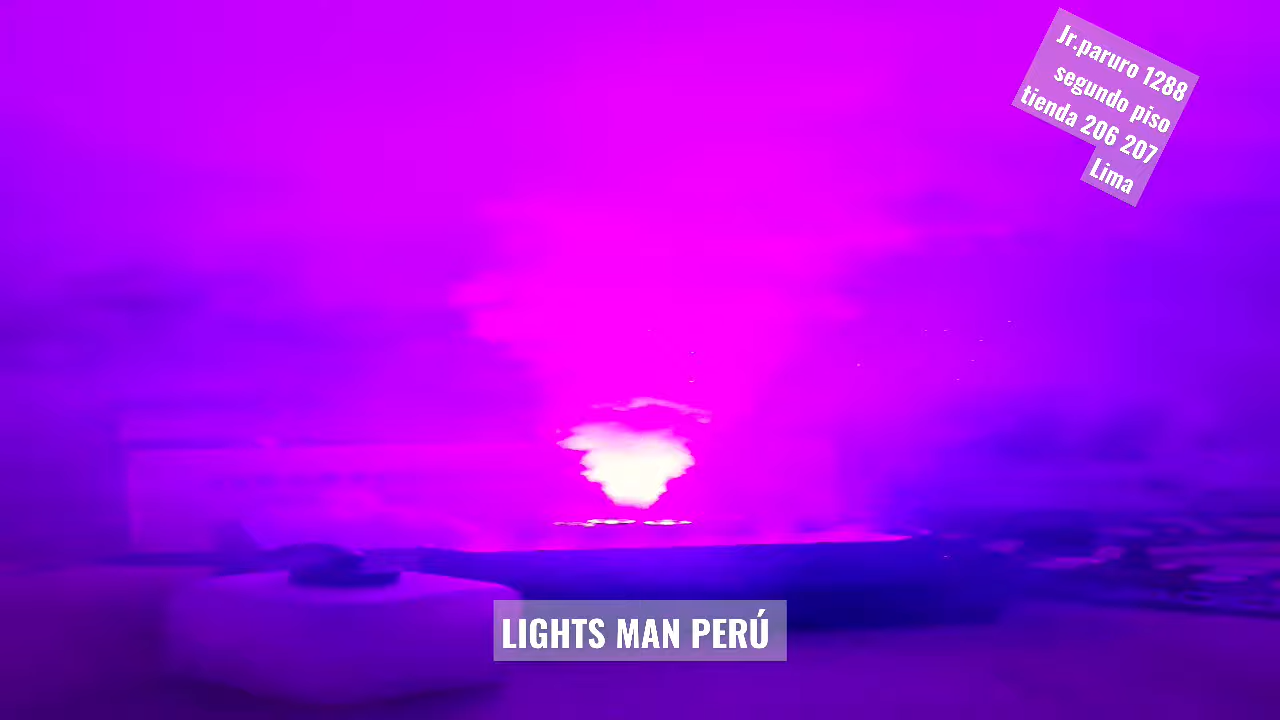 Jr.paruro 1288
segundo piso
tienda 206 207
Lima
LIGHTS MAN PERÚ